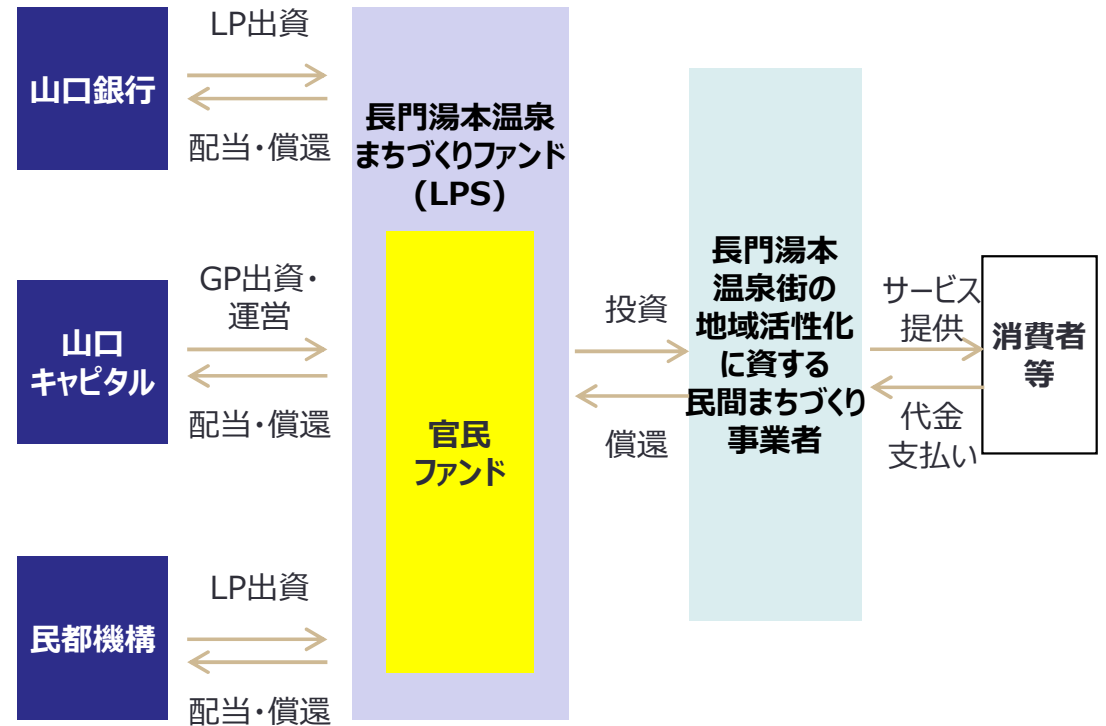 LP出資
山口銀行
配当・償還
GP出資・
運営
山口
キャピタル
配当・償還
LP出資
民都機構
配当・償還
長門湯本温泉
まちづくりファンド
(LPS)
官民
ファンド
投資
償還
長門湯本
温泉街の
地域活性化
に資する
民間まちづくり
事業者
サービス
提供
代金
支払い
消費者
等